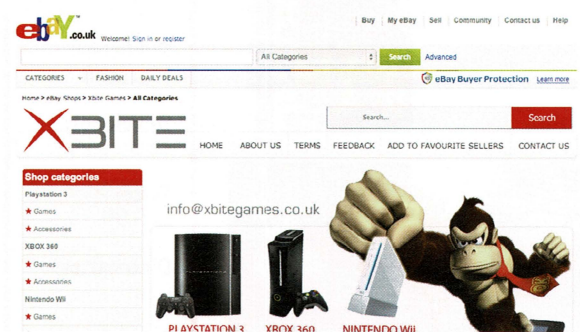 Buy My eBay Sell Community Contact us Help
ebaY.co.uk Welcome! Sign in or register
All Categories Search Advanced
CATEGORIES FASHION DAILY DEALS eBay Buyer Protection Learn more
Home > eBay Shops > Xbite Games > All Categories
Search... Search
XBITE
HOME ABOUT US TERMS FEEDBACK ADD TO FAVOURITE SELLERS CONTACT US
Shop categories
Playstation 3
Games
Accessories
XBOX 360
Games
Accessories
Nintendo Wii
Games
info@xbitegames.co.uk
PLAYSTATION 3 XBOX 360 NINTENDO Wii